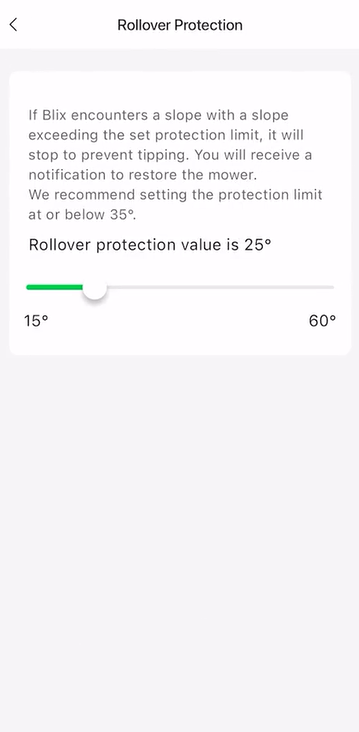 Rollover Protection
If Blix encounters a slope with a slope
exceeding the set protection limit, it will
stop to prevent tipping. You will receive a
notification to restore the mower.
We recommend setting the protection limit
at or below 35°.
Rollover protection value is 25°
15° 60°